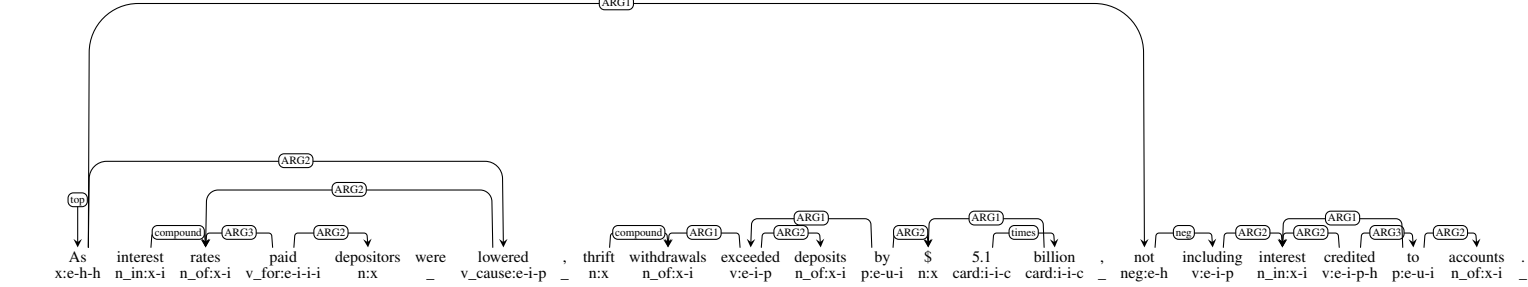 ARG1
ARG2
ARG2
top
ARG1 ARG1 ARG1
compound ARG3 ARG2 compound ARG1 ARG2 ARG2 times neg ARG2 ARG2 ARG3 ARG2
As interest rates paid depositors were lowered , thrift withdrawals exceeded deposits by $ 5.1 billion , not including interest credited to accounts .
x:e-h-h n_in:x-i n_of:x-i v_for:e-i-i-i n:x _ v_cause:e-i-p _ n:x n_of:x-i v:e-i-p n_of:x-i p:e-u-i n:x card:i-i-c card:i-i-c _ neg:e-h v:e-i-p n_in:x-i v:e-i-p-h p:e-u-i n_of:x-i _